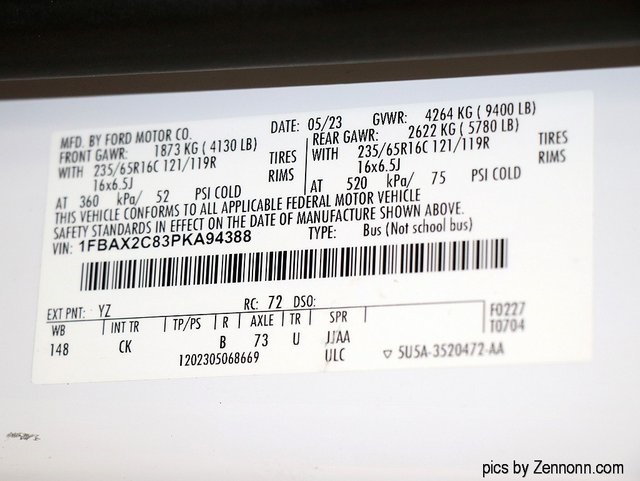 MFD. BY FORD MOTOR CO. DATE: 05/23 GVWR: 4264 KG ( 9400 LB)
FRONT GAWR: 1873 KG ( 4130 LB) REAR GAWR: 2622 KG ( 5780 LB)
WITH 235/65R16C 121/119R TIRES WITH 235/65R16C 121/119R TIRES
16x6.5J RIMS 16x6.5J RIMS
AT 360 kPa/ 52 PSI COLD AT 520 kPa/ 75 PSI COLD
THIS VEHICLE CONFORMS TO ALL APPLICABLE FEDERAL MOTOR VEHICLE
SAFETY STANDARDS IN EFFECT ON THE DATE OF MANUFACTURE SHOWN ABOVE.
VIN: 1FBAX2C83PKA94388 TYPE: Bus (Not school bus)
EXT PNT: YZ RC: 72 DSO:
WB INT TR TP/PS R AXLE TR SPR F0227
148 CK B 73 U JJAA T0704
1202305068669 ULC ▽ 5U5A-3520472-AA
pics by Zennonn.com